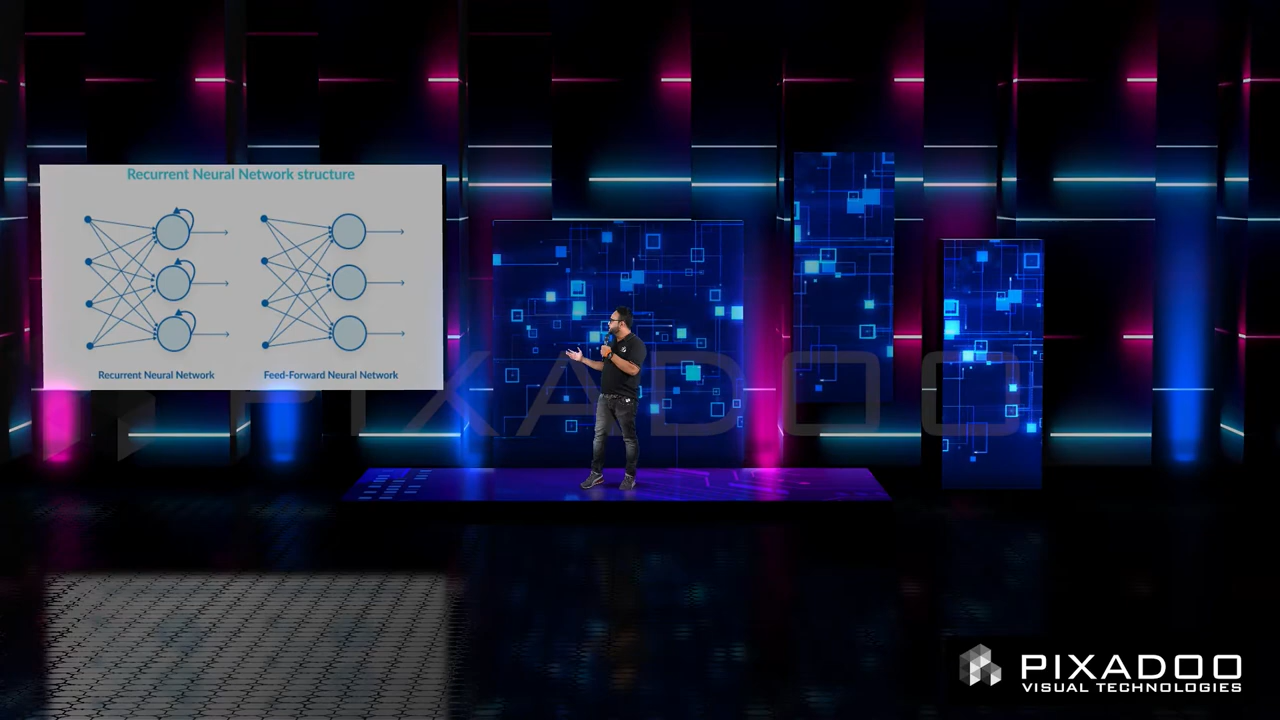 Recurrent Neural Network structure
Recurrent Neural Network
Feed-Forward Neural Network
PIXADOO
PIXADOO
VISUAL TECHNOLOGIES